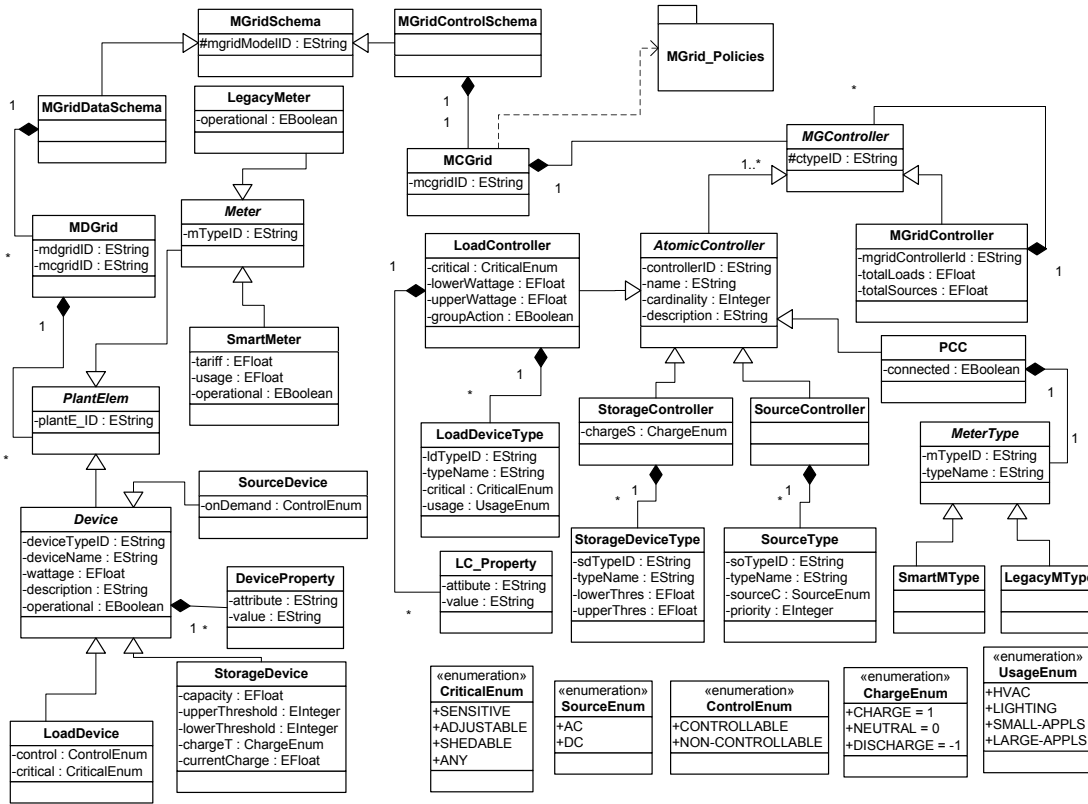 MGridSchema
#mgridModelID : EString
MGridControlSchema
MGrid_Policies
MGridDataSchema
1
*
LegacyMeter
-operational : EBoolean
1
1
MCGrid
-mcgridID : EString
1
1..*
MGController
#ctypeID : EString
*
1
MDGrid
-mdgridID : EString
-mcgridID : EString
1
*
Meter
-mTypeID : EString
SmartMeter
-tariff : EFloat
-usage : EFloat
-operational : EBoolean
LoadController
-critical : CriticalEnum
-lowerWattage : EFloat
-upperWattage : EFloat
-groupAction : EBoolean
1
*
1
*
AtomicController
-controllerID : EString
-name : EString
-cardinality : EInteger
-description : EString
MGridController
-mgridControllerId : EString
-totalLoads : EFloat
-totalSources : EFloat
PCC
-connected : EBoolean
1
1
PlantElem
-plantE_ID : EString
LoadDeviceType
-ldTypeID : EString
-typeName : EString
-critical : CriticalEnum
-usage : UsageEnum
StorageController
-chargeS : ChargeEnum
*
1
SourceController
*
1
MeterType
-mTypeID : EString
-typeName : EString
SourceDevice
-onDemand : ControlEnum
Device
-deviceTypeID : EString
-deviceName : EString
-wattage : EFloat
-description : EString
-operational : EBoolean
1
*
DeviceProperty
-attribute : EString
-value : EString
LC_Property
-attibute : EString
-value : EString
StorageDeviceType
-sdTypeID : EString
-typeName : EString
-lowerThres : EFloat
-upperThres : EFloat
SourceType
-soTypeID : EString
-typeName : EString
-sourceC : SourceEnum
-priority : EInteger
SmartMType
LegacyMType
LoadDevice
-control : ControlEnum
-critical : CriticalEnum
StorageDevice
-capacity : EFloat
-upperThreshold : EInteger
-lowerThreshold : EInteger
-chargeT : ChargeEnum
-currentCharge : EFloat
«enumeration»
CriticalEnum
+SENSITIVE
+ADJUSTABLE
+SHEDABLE
+ANY
«enumeration»
SourceEnum
+AC
+DC
«enumeration»
ControlEnum
+CONTROLLABLE
+NON-CONTROLLABLE
«enumeration»
ChargeEnum
+CHARGE = 1
+NEUTRAL = 0
+DISCHARGE = -1
«enumeration»
UsageEnum
+HVAC
+LIGHTING
+SMALL-APPLS
+LARGE-APPLS